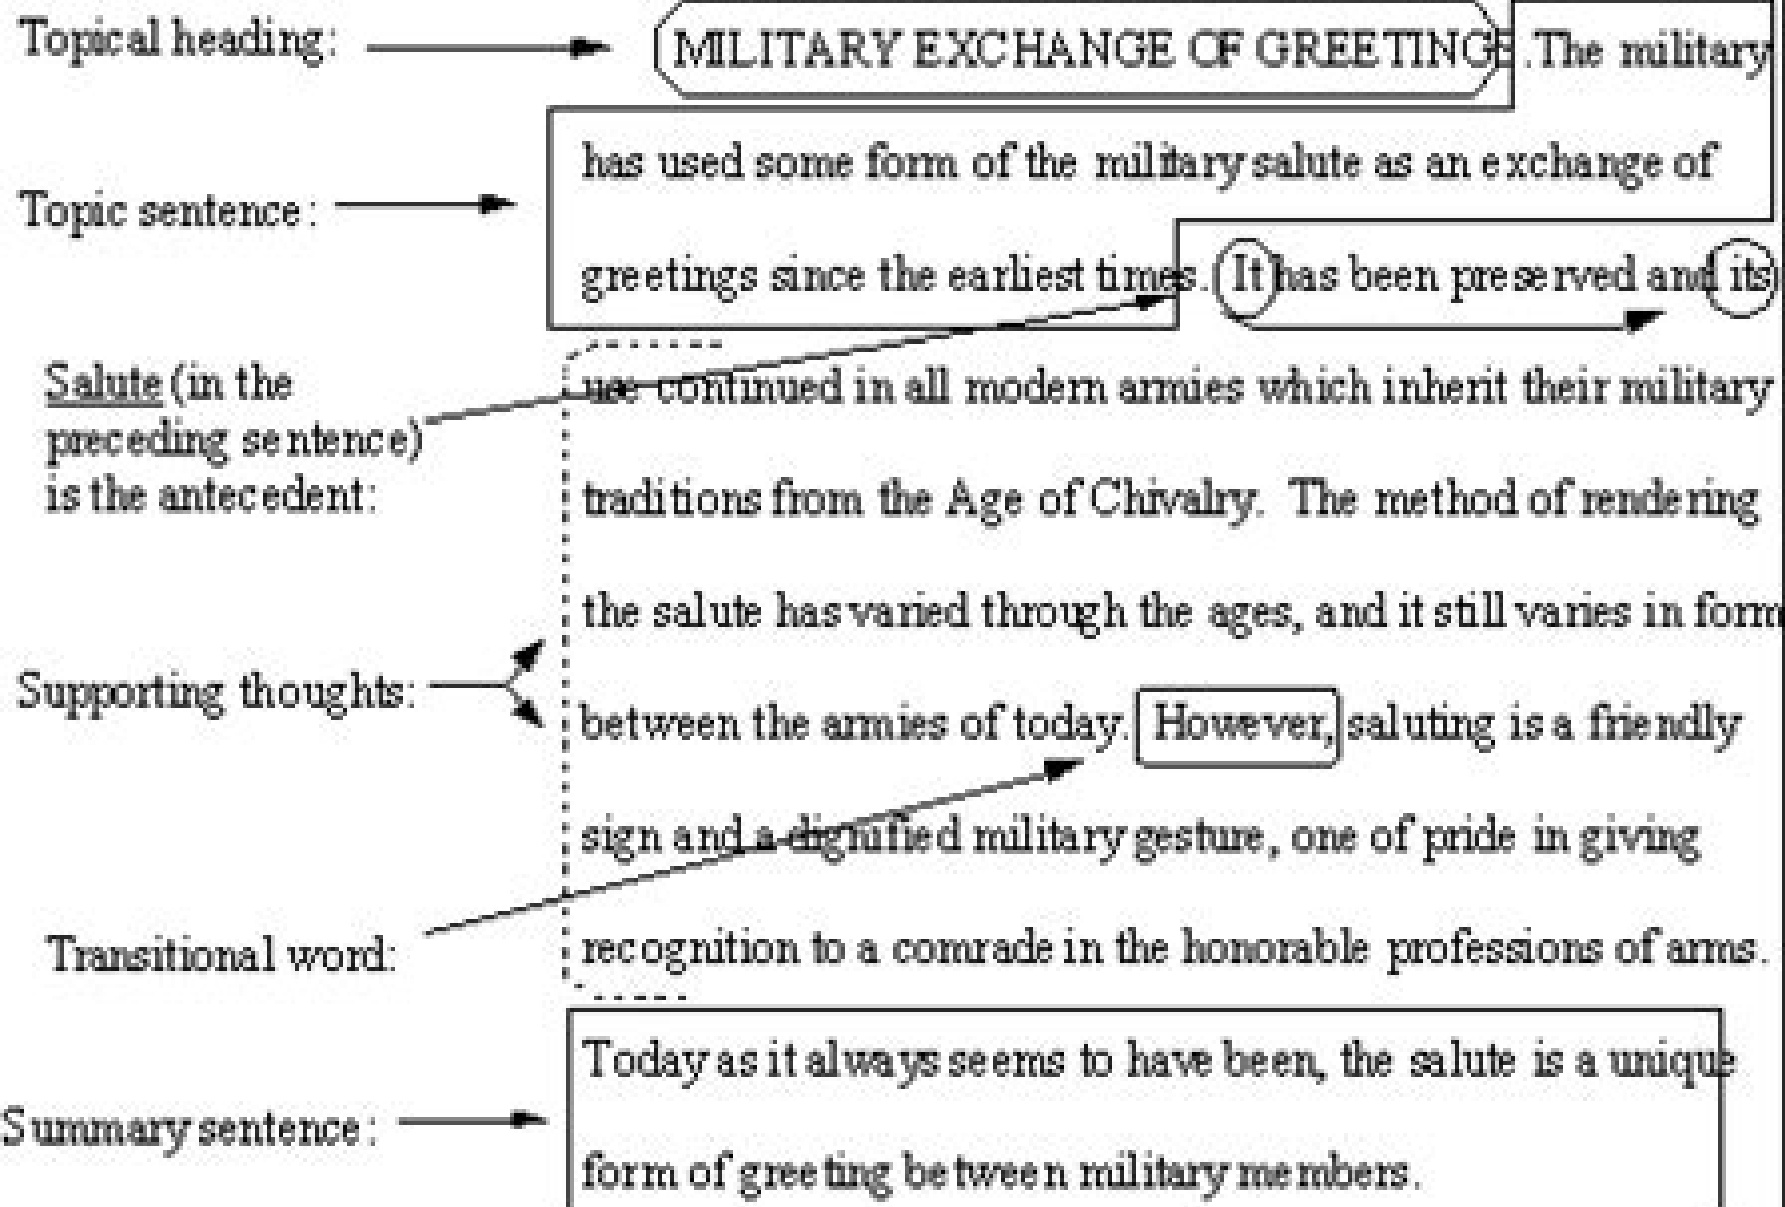 Topical heading: MILITARY EXCHANGE OF GREETINGS. The military
has used some form of the military salute as an exchange of
Topic sentence:
greetings since the earliest times. It has been preserved and its
Salute (in the
preceding sentence)
is the antecedent:
use continued in all modern armies which inherit their military
traditions from the Age of Chivalry. The method of rendering
the salute has varied through the ages, and it still varies in form
Supporting thoughts:
between the armies of today. However, saluting is a friendly
sign and a dignified military gesture, one of pride in giving
Transitional word:
recognition to a comrade in the honorable professions of arms.
Today as it always seems to have been, the salute is a unique
Summary sentence:
form of greeting between military members.